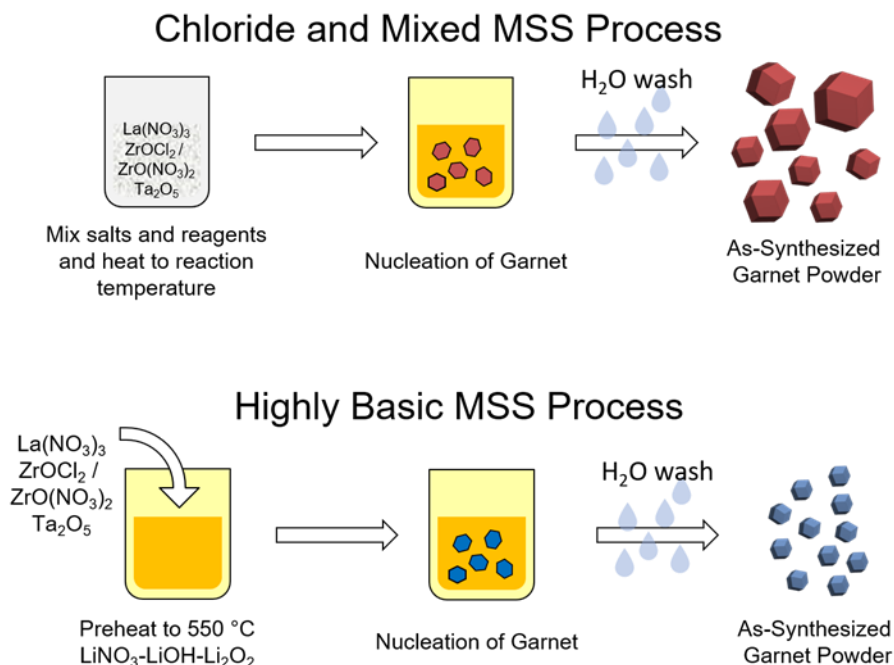 Chloride and Mixed MSS Process
La(NO₃)₃
ZrOCl₂ /
ZrO(NO₃)₂
Ta₂O₅
Mix salts and reagents
and heat to reaction
temperature
Nucleation of Garnet
H₂O wash
As-Synthesized
Garnet Powder
Highly Basic MSS Process
La(NO₃)₃
ZrOCl₂ /
ZrO(NO₃)₂
Ta₂O₅
Preheat to 550 °C
LiNO₃-LiOH-Li₂O₂
Nucleation of Garnet
H₂O wash
As-Synthesized
Garnet Powder